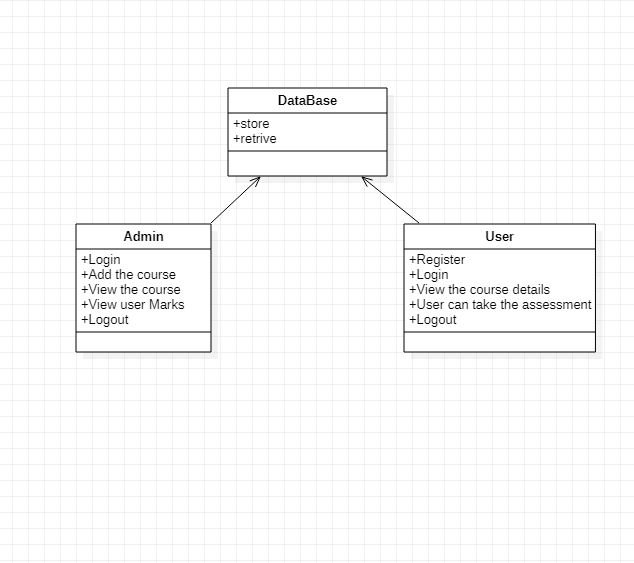 DataBase
+store
+retrive
Admin
+Login
+Add the course
+View the course
+View user Marks
+Logout
User
+Register
+Login
+View the course details
+User can take the assessment
+Logout